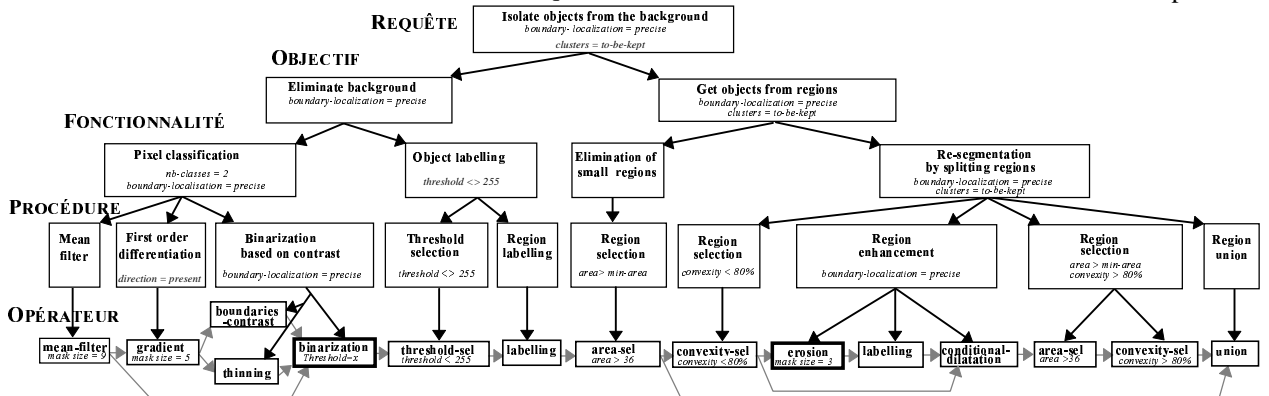 REQUÊTE
Isolate objects from the background
boundary- localization = precise
clusters = to-be-kept
OBJECTIF
Eliminate background
boundary-localization = precise
Get objects from regions
boundary-localization = precise
clusters = to-be-kept
FONCTIONNALITÉ
Pixel classification
nb-classes = 2
boundary-localisation = precise
Object labelling
threshold <> 255
Elimination of
small regions
Re-segmentation
by splitting regions
boundary-localization = precise
clusters = to-be-kept
PROCÉDURE
Mean
filter
First order
differentiation
direction = present
Binarization
based on contrast
boundary-localization = precise
Threshold
selection
threshold <> 255
Region
labelling
Region
selection
area> min-area
Region
selection
convexity < 80%
Region
enhancement
boundary-localization = precise
Region
selection
area > min-area
convexity > 80%
Region
union
OPÉRATEUR
mean-filter
mask size = 9
gradient
mask size = 5
boundaries
-contrast
thinning
binarization
Threshold=x
threshold-sel
threshold < 255
labelling
area-sel
area > 36
convexity-sel
convexity <80%
erosion
mask size = 3
labelling
conditional-
dilatation
area-sel
area >36
convexity-sel
convexity > 80%
union